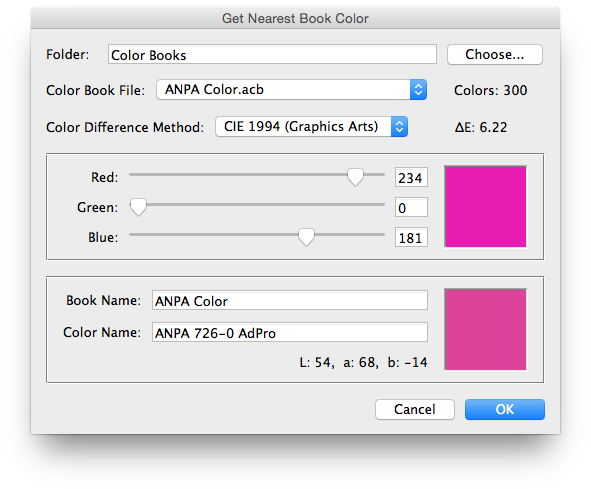 Get Nearest Book Color
Folder: Color Books Choose...
Color Book File: ANPA Color.acb Colors: 300
Color Difference Method: CIE 1994 (Graphics Arts) ΔE: 6.22
Red: 234
Green: 0
Blue: 181
Book Name: ANPA Color
Color Name: ANPA 726-0 AdPro
L: 54, a: 68, b: -14
Cancel OK